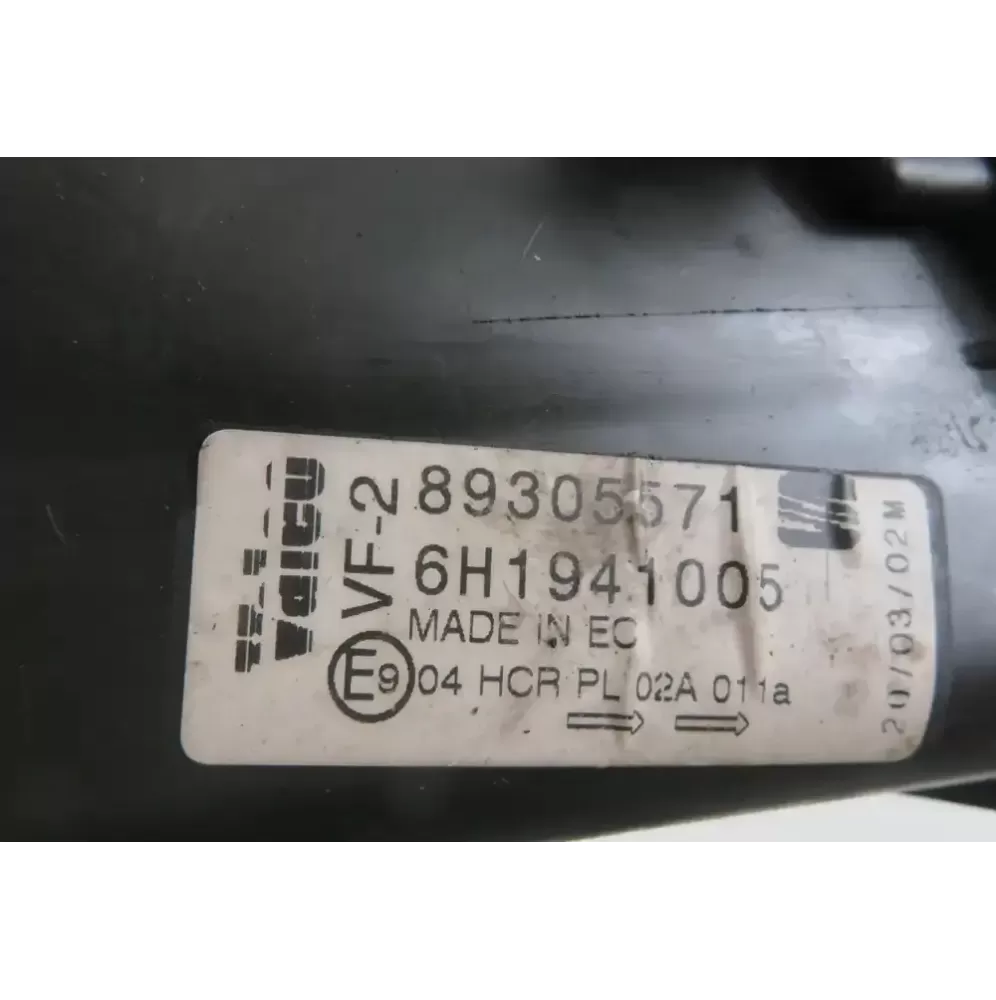 Valeo
VF-2
89305571
6H1941005
MADE IN EC
E9 04 HCR PL 02A 011a
20/03/02M